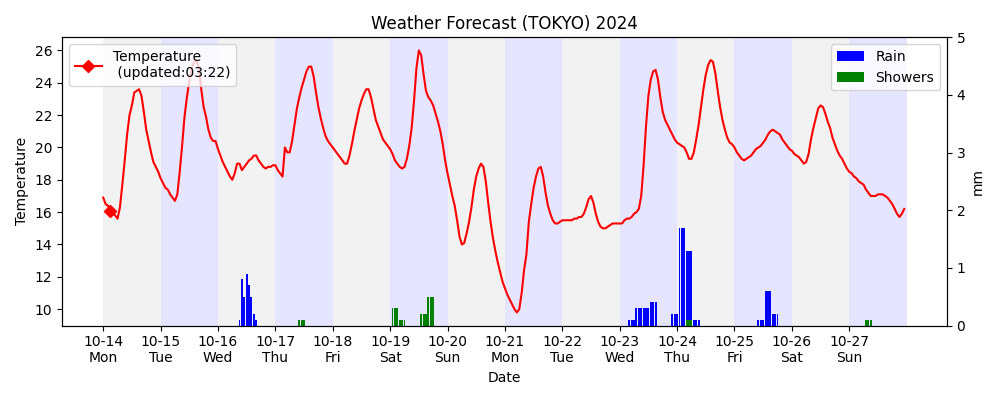 Weather Forecast (TOKYO) 2024
Temperature
(updated:03:22)
Rain
Showers
Temperature
26
24
22
20
18
16
14
12
10
5
4
3
2
1
0
mm
10-14 10-15 10-16 10-17 10-18 10-19 10-20 10-21 10-22 10-23 10-24 10-25 10-26 10-27
Mon Tue Wed Thu Fri Sat Sun Mon Tue Wed Thu Fri Sat Sun
Date